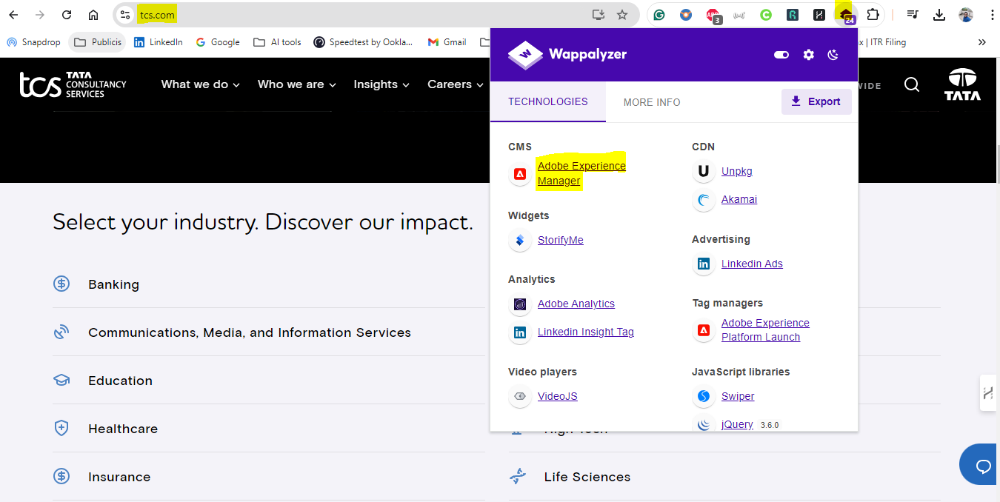 tcs.com
ABP
3
24
Snapdrop
Publicis
LinkedIn
Google
AI tools
Speedtest by Ookla...
Gmail
x | ITR Filing
»
tcs
TATA
CONSULTANCY
SERVICES
What we do
Who we are
Insights
Careers
WIDE
TATA
Wappalyzer
TECHNOLOGIES
MORE INFO
Export
CMS
Adobe Experience
Manager
Widgets
StorifyMe
Analytics
Adobe Analytics
Linkedin Insight Tag
Video players
VideoJS
CDN
Unpkg
Akamai
Advertising
Linkedin Ads
Tag managers
Adobe Experience
Platform Launch
JavaScript libraries
Swiper
jQuery 3.6.0
Select your industry. Discover our impact.
Banking
Communications, Media, and Information Services
Education
Healthcare
High Tech
Insurance
Life Sciences